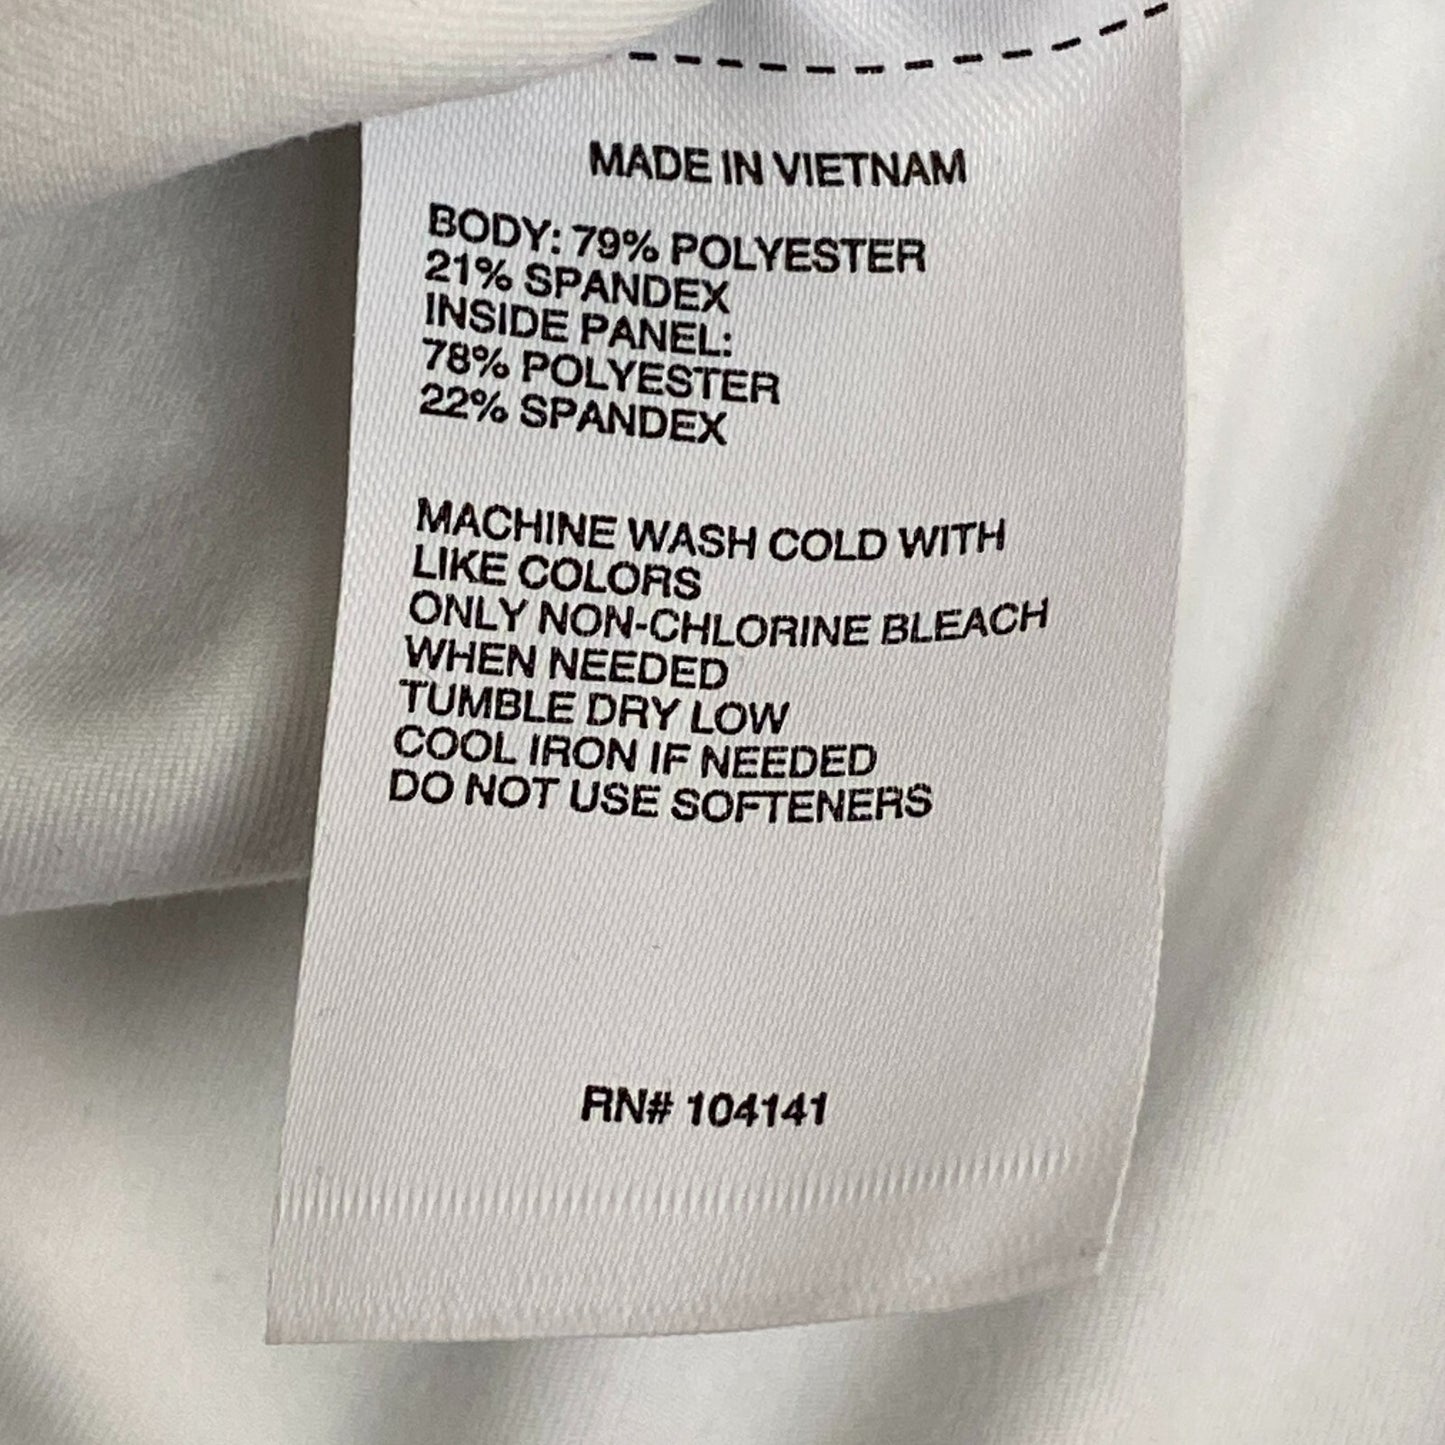 MADE IN VIETNAM
BODY: 79% POLYESTER
21% SPANDEX
INSIDE PANEL:
78% POLYESTER
22% SPANDEX
MACHINE WASH COLD WITH
LIKE COLORS
ONLY NON-CHLORINE BLEACH
WHEN NEEDED
TUMBLE DRY LOW
COOL IRON IF NEEDED
DO NOT USE SOFTENERS
RN# 104141